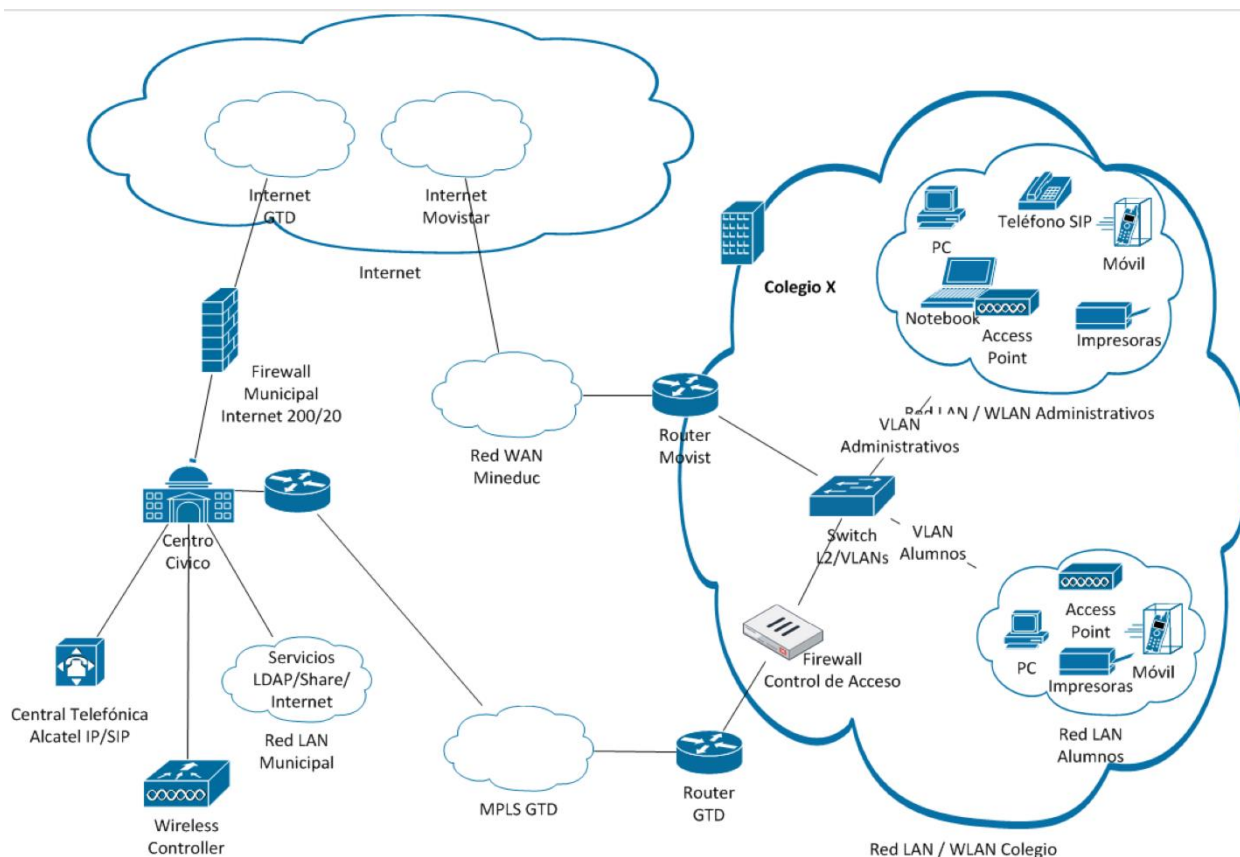 Internet
GTD
Internet
Movistar
Internet
Firewall
Municipal
Internet 200/20
Red WAN
Mineduc
Router
Movist
Colegio X
PC
Teléfono SIP
Móvil
Notebook
Access
Point
Impresoras
Red LAN / WLAN Administrativos
VLAN
Administrativos
Switch
L2/VLANs
VLAN
Alumnos
Centro
Civico
Servicios
LDAP/Share/
Internet
Red LAN
Municipal
Central Telefónica
Alcatel IP/SIP
Wireless
Controller
MPLS GTD
Router
GTD
Firewall
Control de Acceso
Access
Point
PC
Impresoras
Móvil
Red LAN
Alumnos
Red LAN / WLAN Colegio